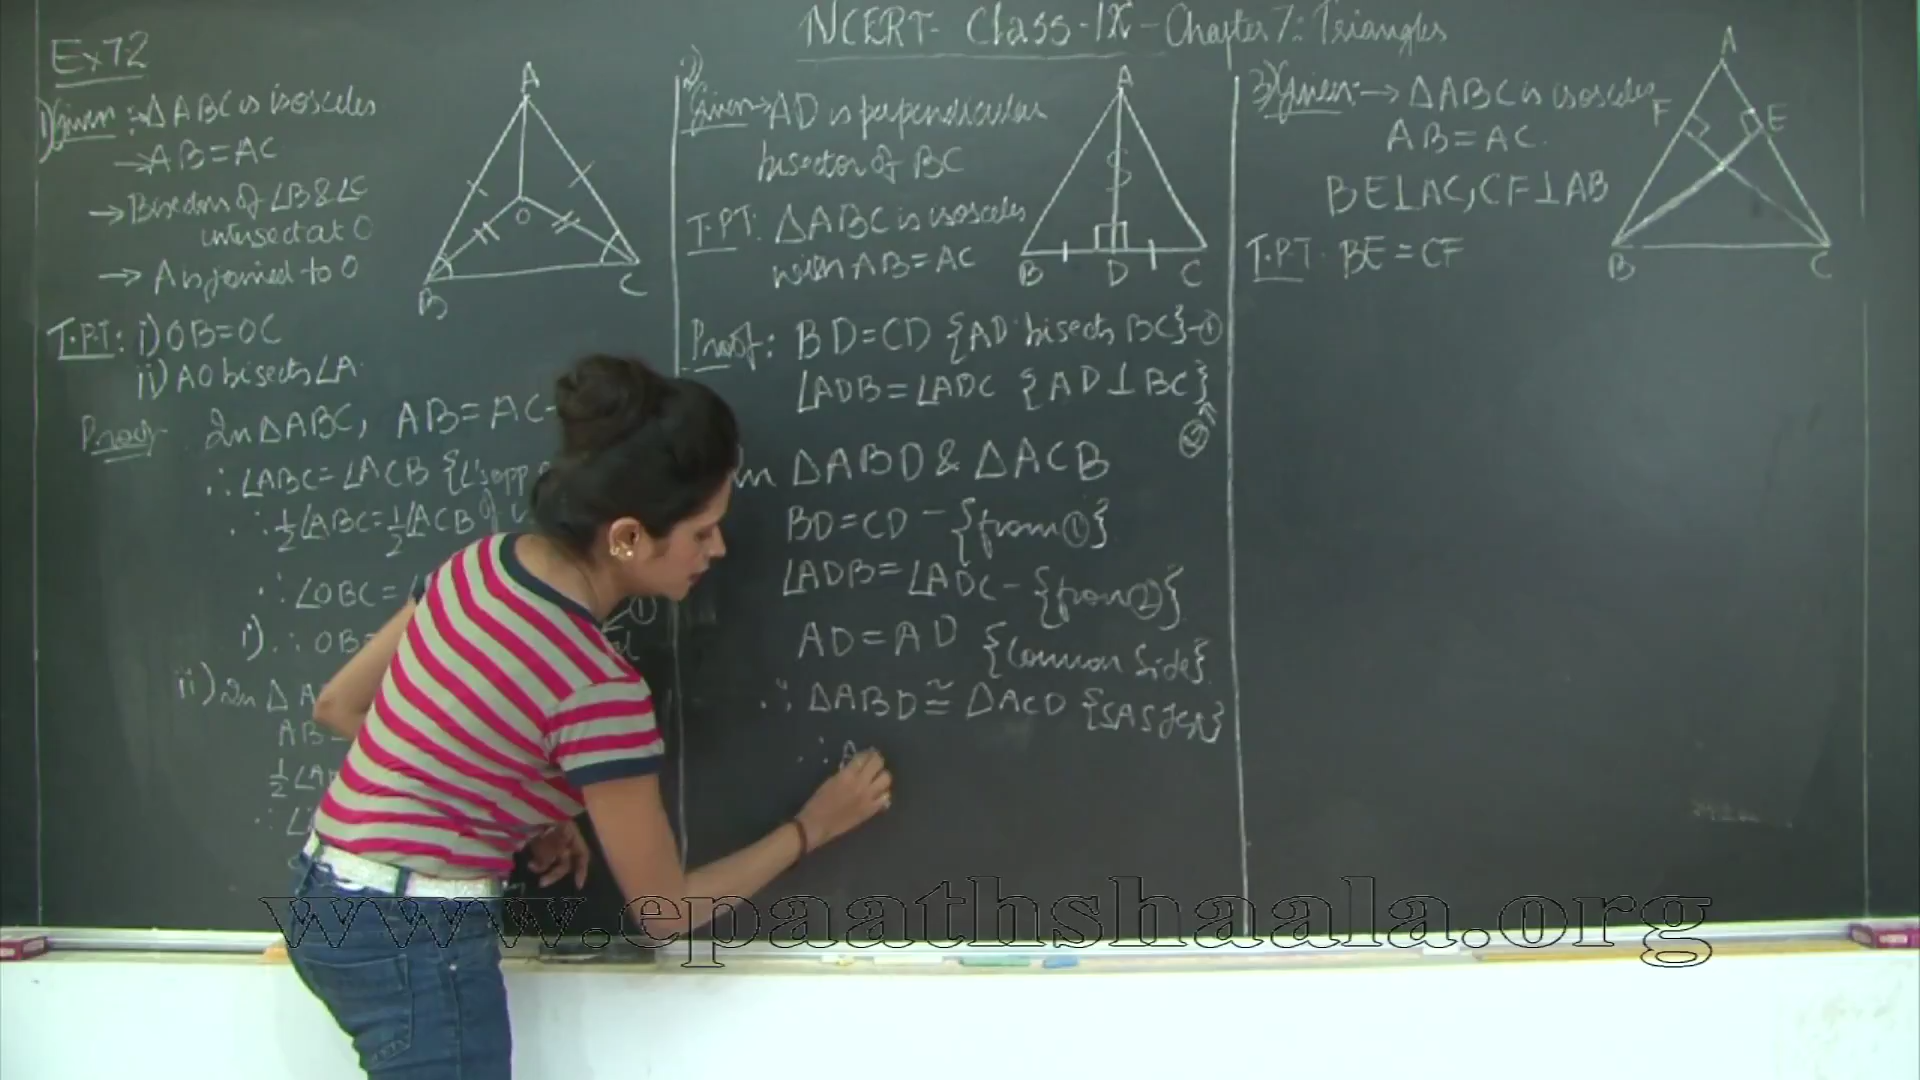 NCERT- Class-IX - Chapter 7: Triangles
Ex 7.2
1) Given :→ΔABC is isosceles
→AB=AC
→ Bisectors of ∠B & ∠C
intersect at O
→ A is joined to O
T.P.T: i) OB=OC
ii) AO bisects ∠A.
Proof In ΔABC, AB=AC-
∴ ∠ABC=∠ACB {∠'s opp
∴ ½∠ABC=½∠ACB
∴ ∠OBC=
i) ∴ OB=
ii) In Δ A
AB=
½∠A
∴ ∠
A
B
C
O
2)
Given→ AD is perpendicular
bisector of BC
T.P.T: ΔABC is isosceles
with AB=AC
Proof: BD=CD {AD bisects BC}-①
∠ADB=∠ADC {AD⊥BC}
②
In ΔABD & ΔACB
BD=CD - {from ①}
∠ADB=∠ADC - {from ②}
AD=AD {Common Side}
∴ ΔABD ≅ ΔACD {SAS
∴ A
A
B D C
3) Given:→ ΔABC is isosceles
AB=AC.
BE⊥AC, CF⊥AB
T.P.T. BE=CF
A
F E
B C
www.epaathshaala.org